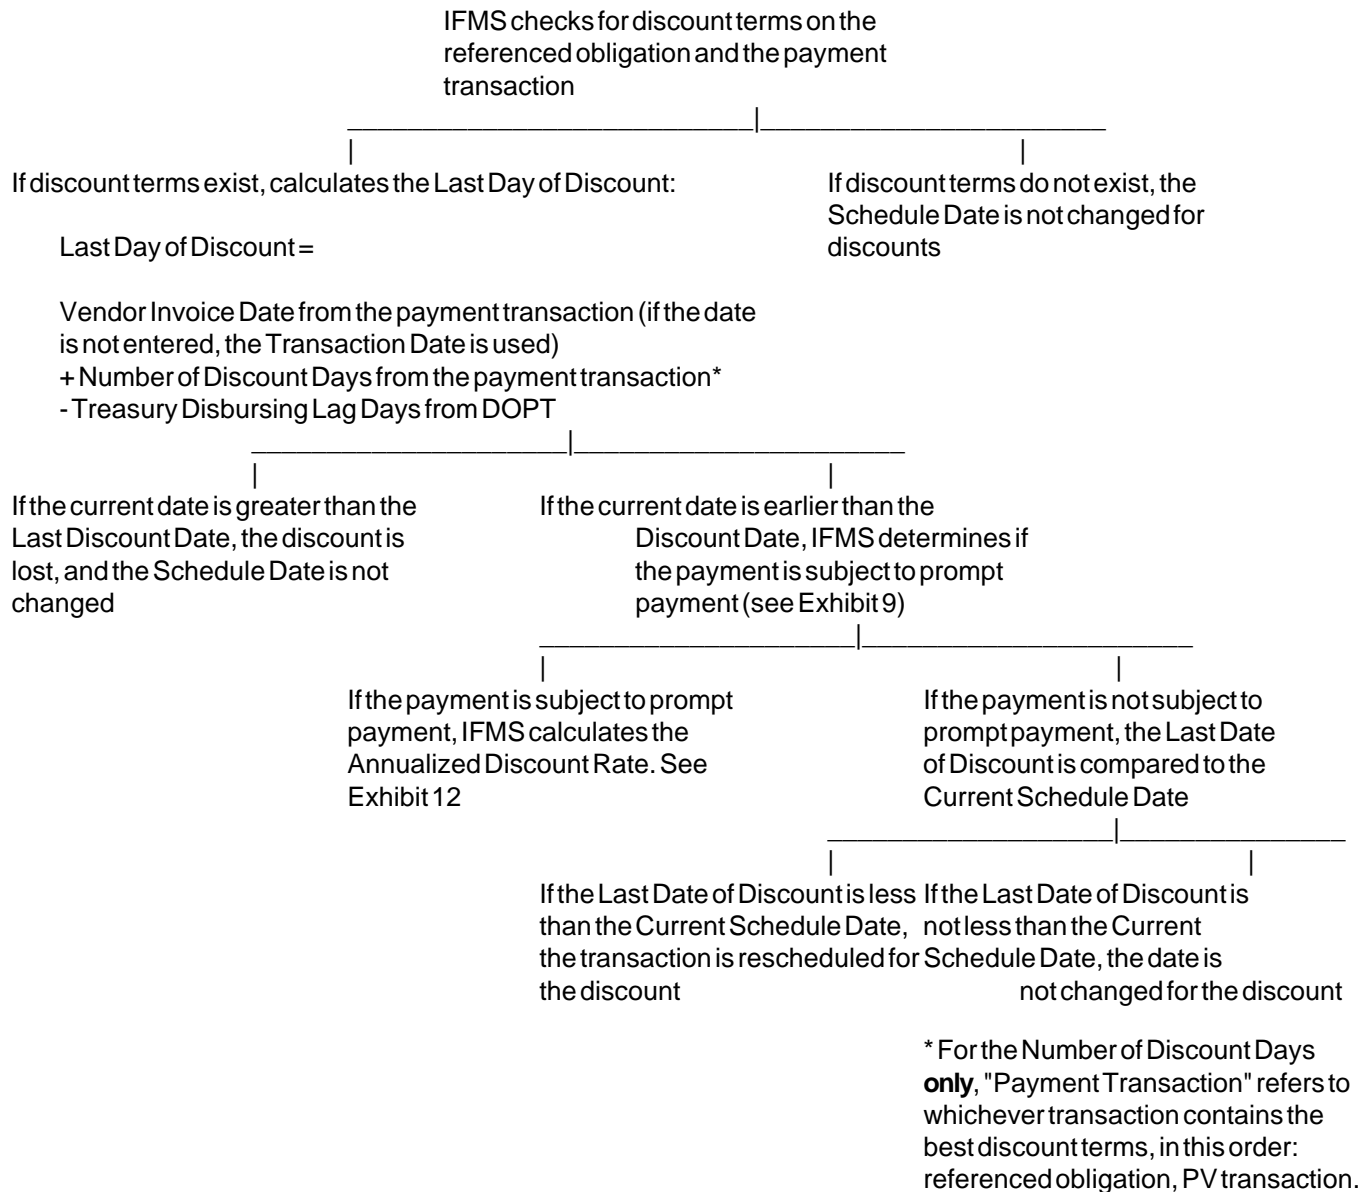 IFMS checks for discount terms on the
referenced obligation and the payment
transaction
If discount terms exist, calculates the Last Day of Discount:
If discount terms do not exist, the
Schedule Date is not changed for
discounts
Last Day of Discount =
Vendor Invoice Date from the payment transaction (if the date
is not entered, the Transaction Date is used)
+ Number of Discount Days from the payment transaction*
- Treasury Disbursing Lag Days from DOPT
If the current date is greater than the
Last Discount Date, the discount is
lost, and the Schedule Date is not
changed
If the current date is earlier than the
Discount Date, IFMS determines if
the payment is subject to prompt
payment (see Exhibit 9)
If the payment is subject to prompt
payment, IFMS calculates the
Annualized Discount Rate. See
Exhibit 12
If the payment is not subject to
prompt payment, the Last Date
of Discount is compared to the
Current Schedule Date
If the Last Date of Discount is less
than the Current Schedule Date,
the transaction is rescheduled for
the discount
If the Last Date of Discount is
not less than the Current
Schedule Date, the date is
not changed for the discount
* For the Number of Discount Days
only, "Payment Transaction" refers to
whichever transaction contains the
best discount terms, in this order:
referenced obligation, PV transaction.